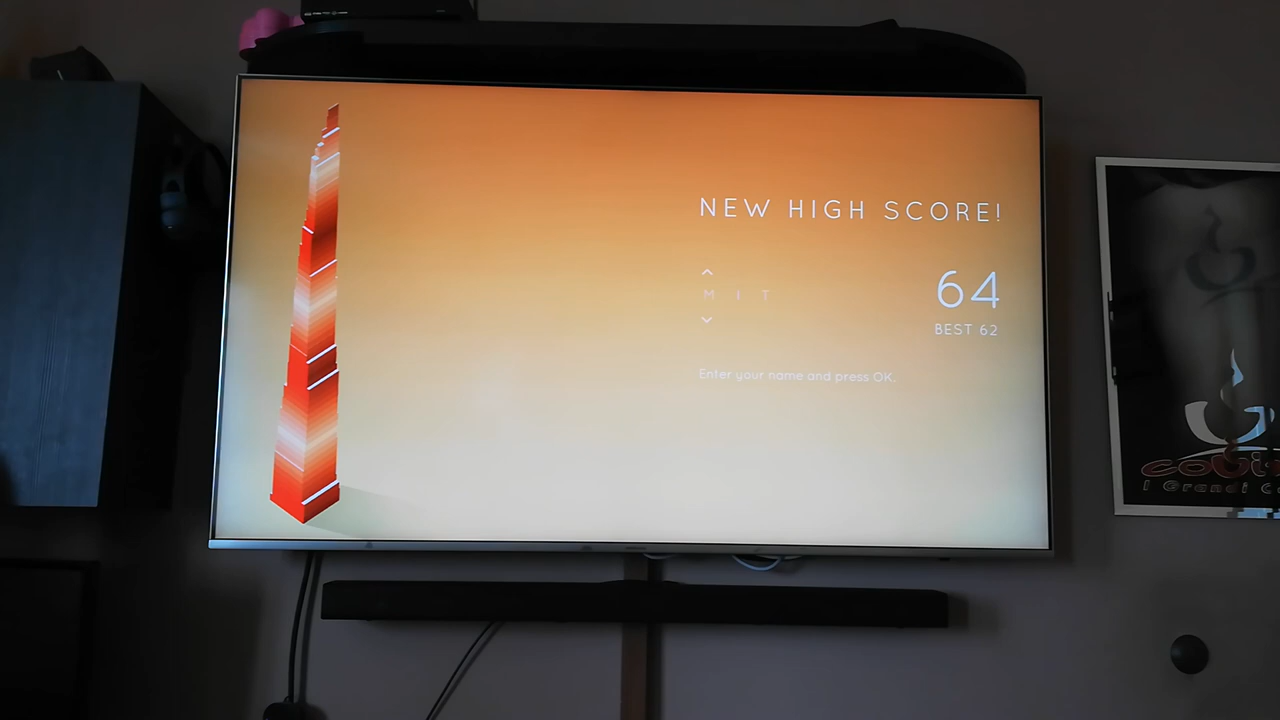 NEW HIGH SCORE!
M I T
64
BEST 62
Enter your name and press OK.